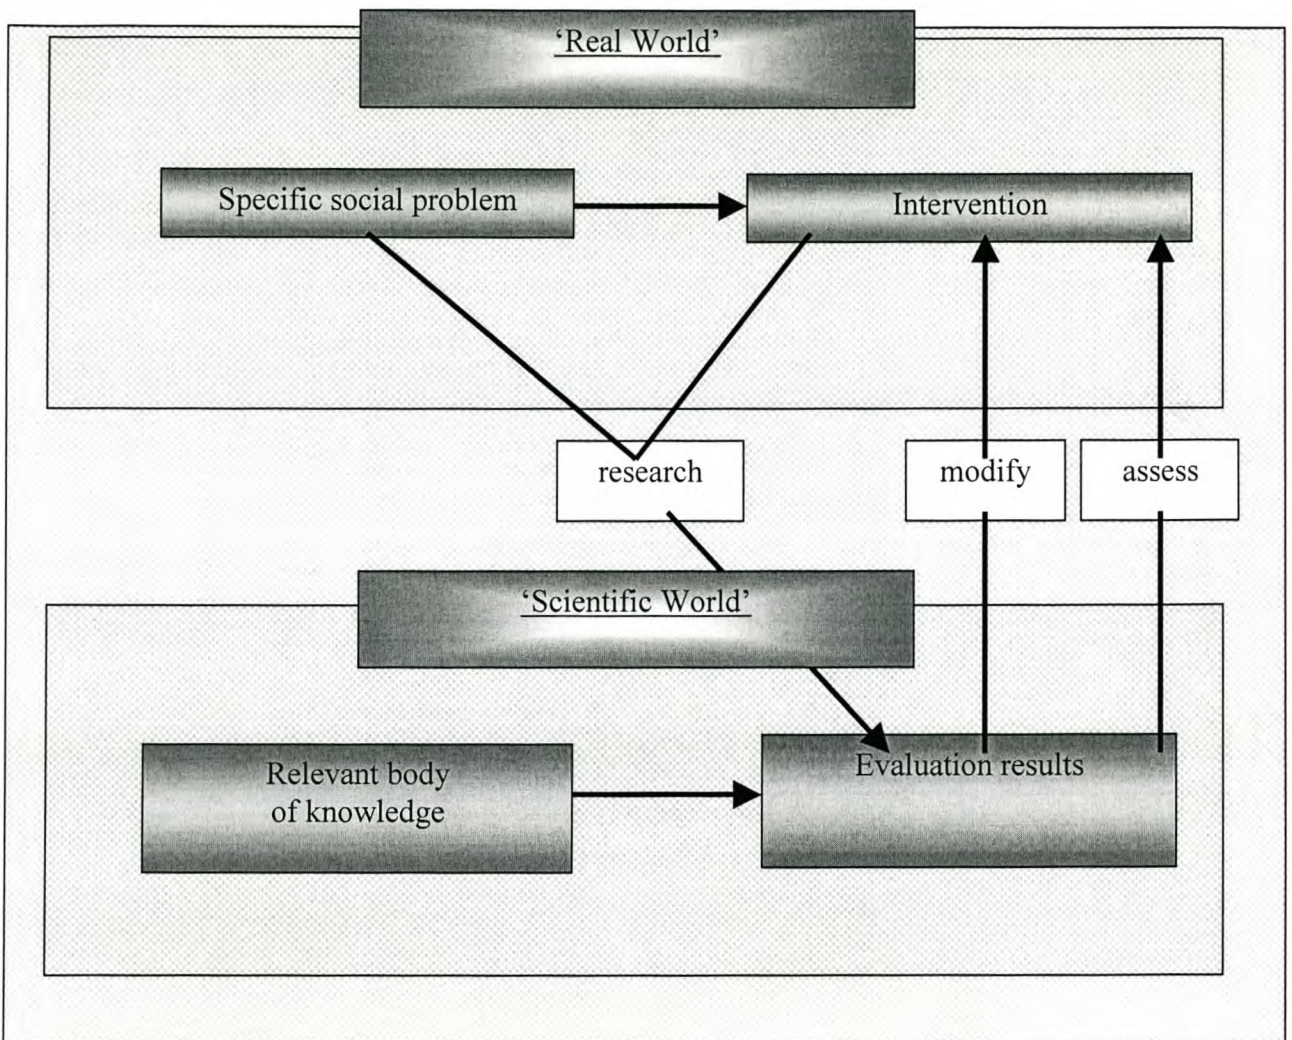 ‘Real World’
Specific social problem
Intervention
research
modify
assess
‘Scientific World’
Relevant body
of knowledge
Evaluation results